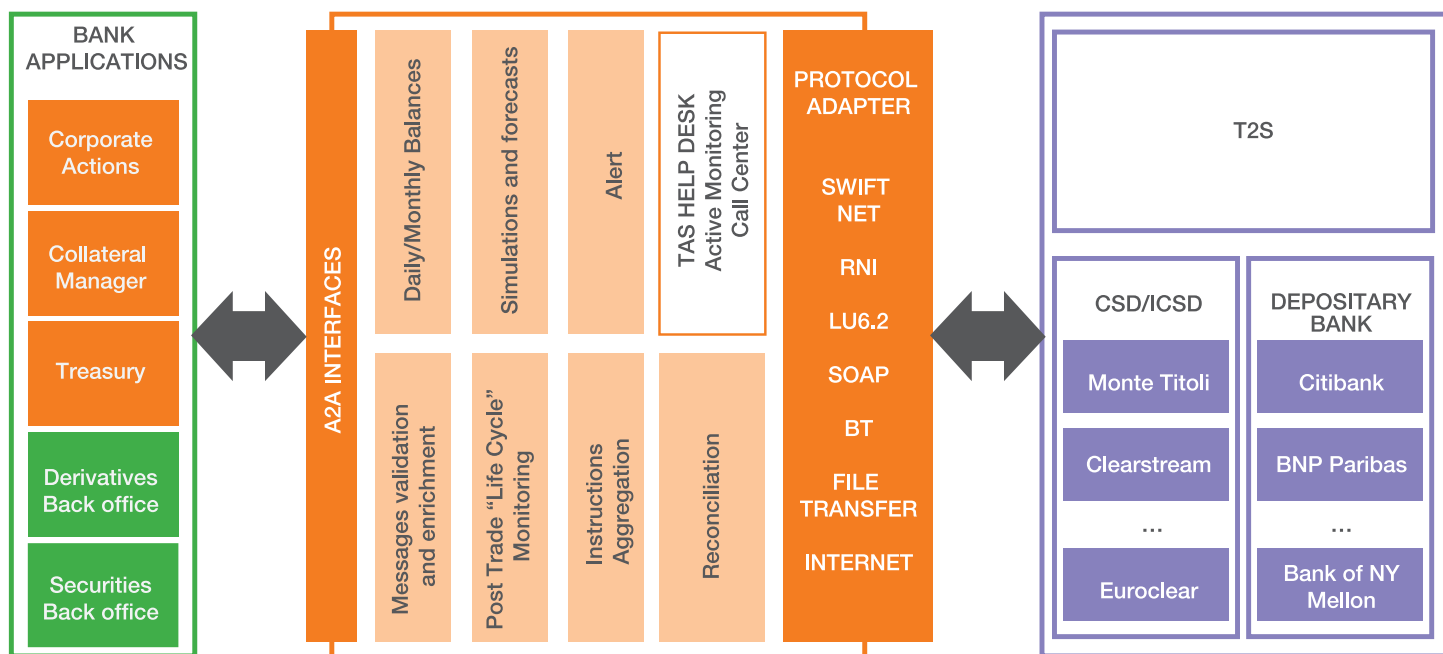 BANK
APPLICATIONS
Corporate
Actions
Collateral
Manager
Treasury
Derivatives
Back office
Securities
Back office
A2A INTERFACES
Daily/Monthly Balances
Simulations and forecasts
Alert
TAS HELP DESK
Active Monitoring
Call Center
Messages validation
and enrichment
Post Trade “Life Cycle”
Monitoring
Instructions
Aggregation
Reconciliation
PROTOCOL
ADAPTER
SWIFT
NET
RNI
LU6.2
SOAP
BT
FILE
TRANSFER
INTERNET
T2S
CSD/ICSD
Monte Titoli
Clearstream
...
Euroclear
DEPOSITARY
BANK
Citibank
BNP Paribas
...
Bank of NY
Mellon